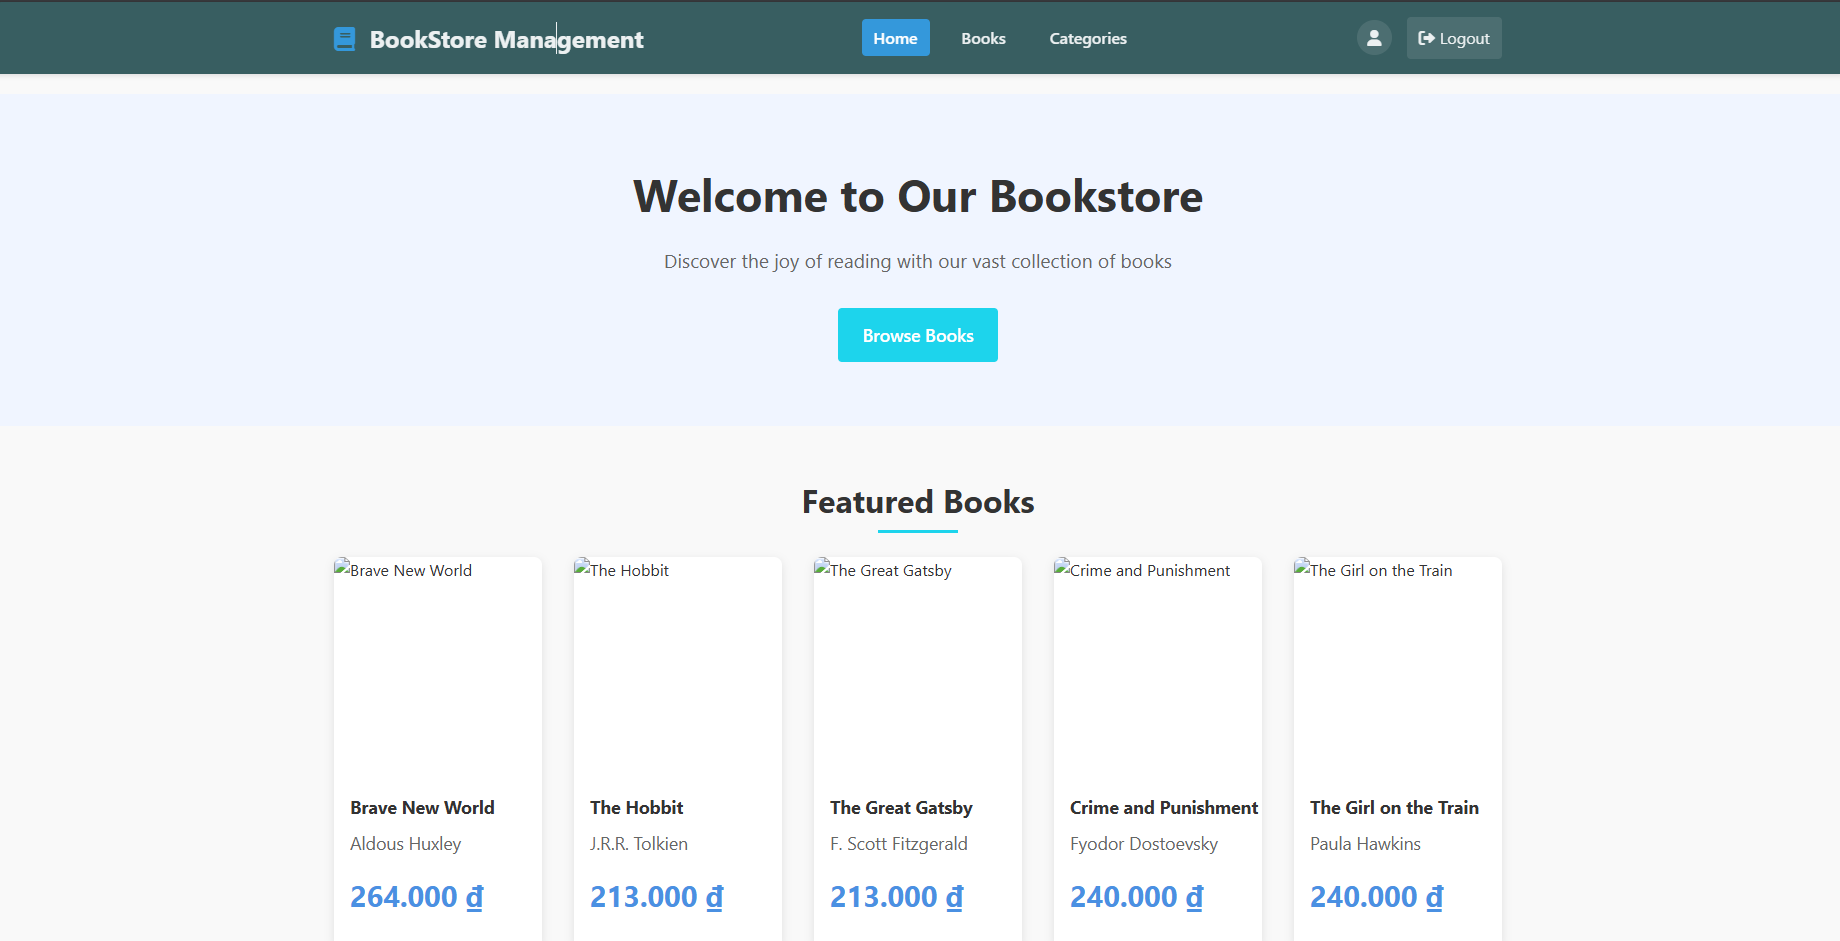 BookStore Management Home Books Categories Logout
Welcome to Our Bookstore
Discover the joy of reading with our vast collection of books
Browse Books
Featured Books
Brave New World The Hobbit The Great Gatsby Crime and Punishment The Girl on the Train
Brave New World The Hobbit The Great Gatsby Crime and Punishment The Girl on the Train
Aldous Huxley J.R.R. Tolkien F. Scott Fitzgerald Fyodor Dostoevsky Paula Hawkins
264.000 ₫ 213.000 ₫ 213.000 ₫ 240.000 ₫ 240.000 ₫